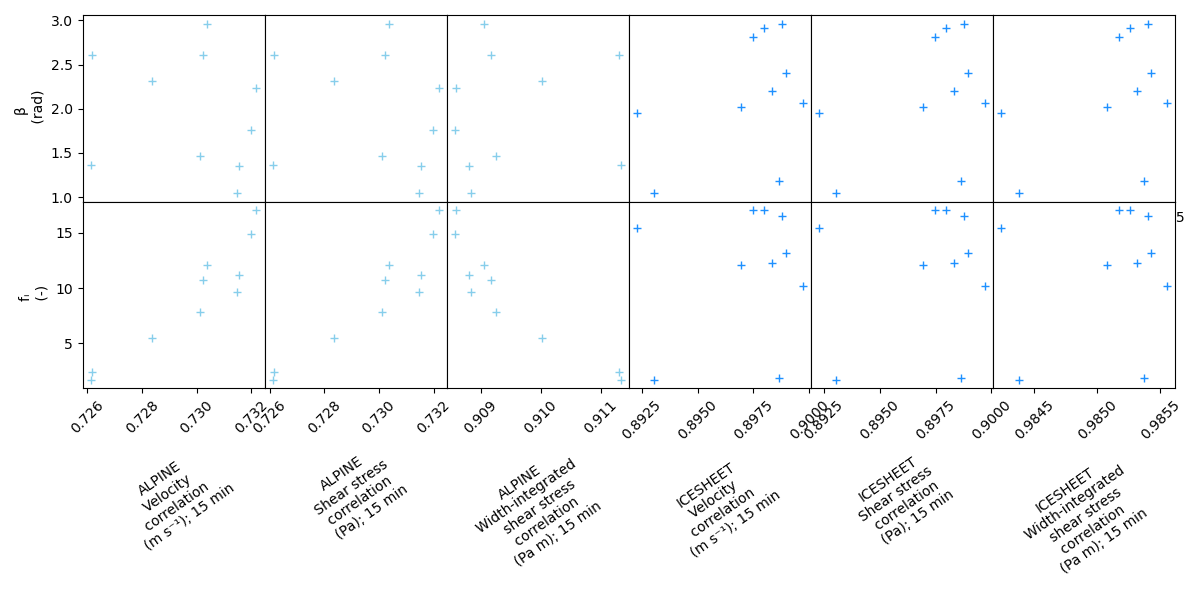 3.0
2.5
2.0
1.5
1.0
β
(rad)
15
10
5
fᵢ
(-)
5
0.726
0.728
0.730
0.732
0.726
0.728
0.730
0.732
0.909
0.910
0.911
0.8925
0.8950
0.8975
0.9000
0.8925
0.8950
0.8975
0.9000
0.9845
0.9850
0.9855
ALPINE
Velocity
correlation
(m s⁻¹); 15 min
ALPINE
Shear stress
correlation
(Pa); 15 min
ALPINE
Width-integrated
shear stress
correlation
(Pa m); 15 min
ICESHEET
Velocity
correlation
(m s⁻¹); 15 min
ICESHEET
Shear stress
correlation
(Pa); 15 min
ICESHEET
Width-integrated
shear stress
correlation
(Pa m); 15 min